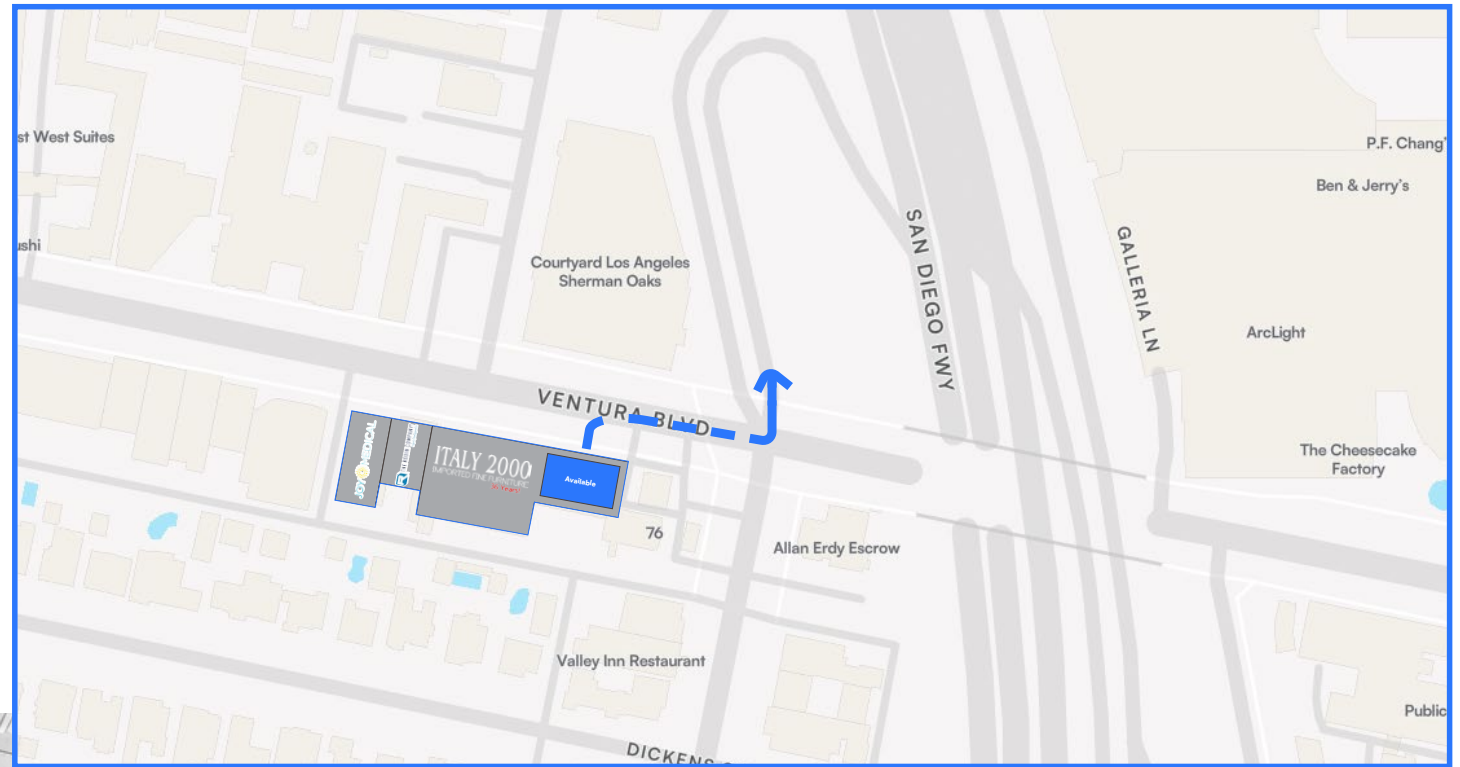 st West Suites
P.F. Chang'
Ben & Jerry's
ushi
SAN DIEGO FWY
GALLERIA LN
Courtyard Los Angeles
Sherman Oaks
ArcLight
VENTURA BLVD
JOY MEDICAL
ITALY 2000
IMPORTED FINE FURNITURE
Available
The Cheesecake
Factory
76
Allan Erdy Escrow
Valley Inn Restaurant
Public
DICKENS